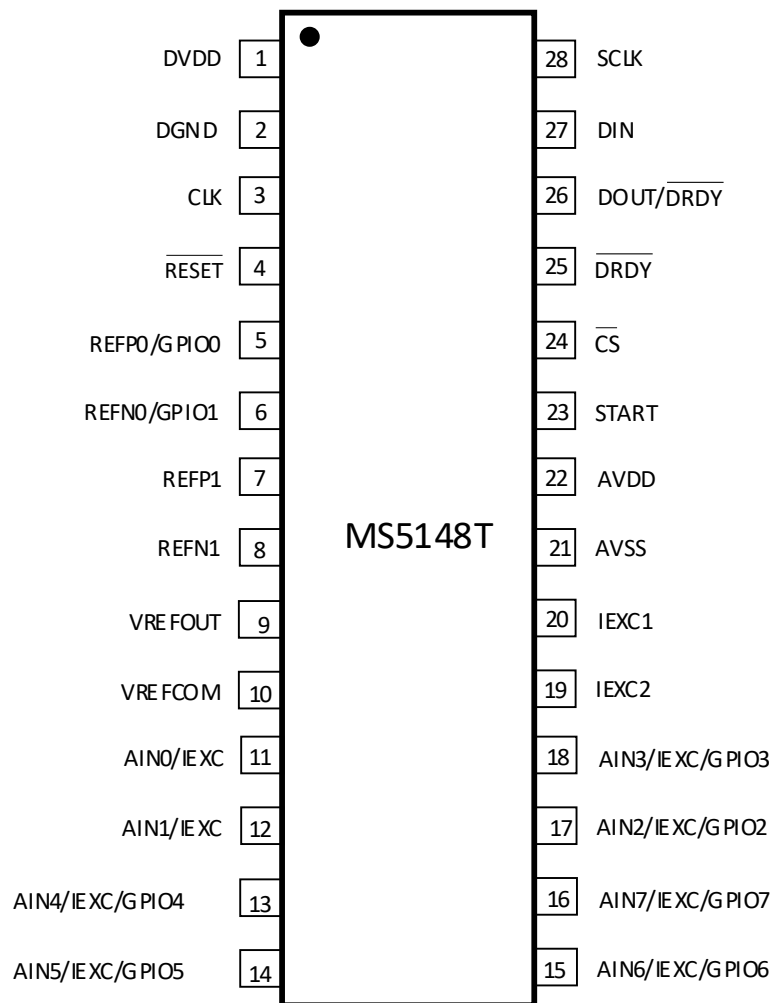 DVDD 1 28 SCLK
DGND 2 27 DIN
CLK 3 26 DOUT/DRDY
RESET 4 25 DRDY
REFP0/GPIO0 5 24 CS
REFN0/GPIO1 6 23 START
REFP1 7 22 AVDD
REFN1 8 21 AVSS
MS5148T
VREFOUT 9 20 IEXC1
VREFCOM 10 19 IEXC2
AIN0/IEXC 11 18 AIN3/IEXC/GPIO3
AIN1/IEXC 12 17 AIN2/IEXC/GPIO2
AIN4/IEXC/GPIO4 13 16 AIN7/IEXC/GPIO7
AIN5/IEXC/GPIO5 14 15 AIN6/IEXC/GPIO6